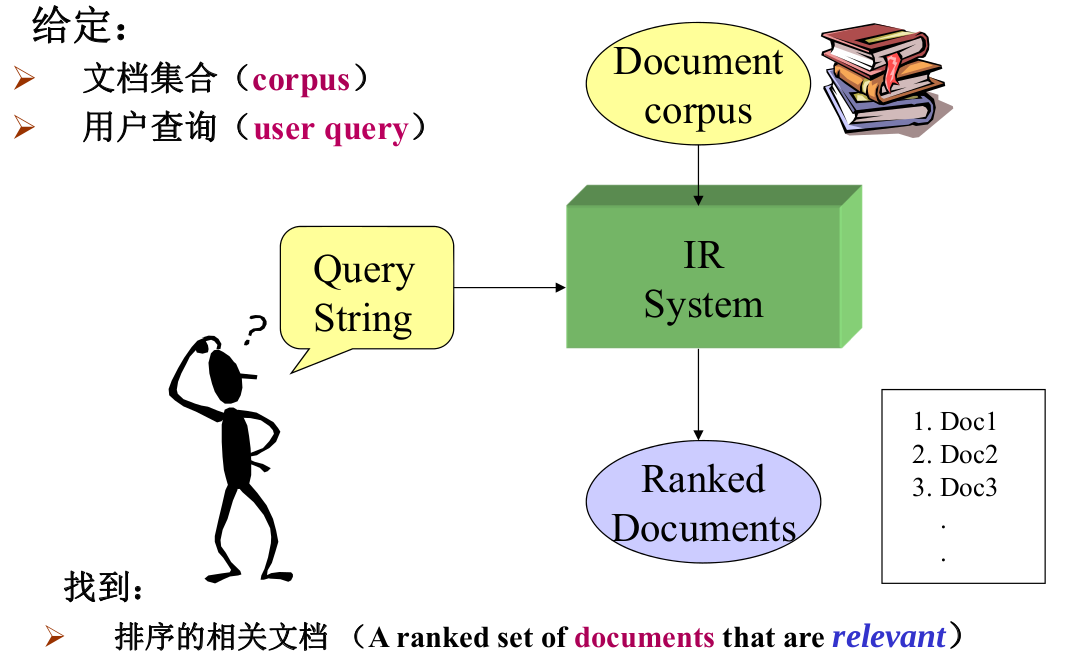 给定：
文档集合（corpus）
用户查询（user query）
Document
corpus
IR
System
Query
String
?
Ranked
Documents
1. Doc1
2. Doc2
3. Doc3
.
.
找到：
排序的相关文档 （A ranked set of documents that are relevant）